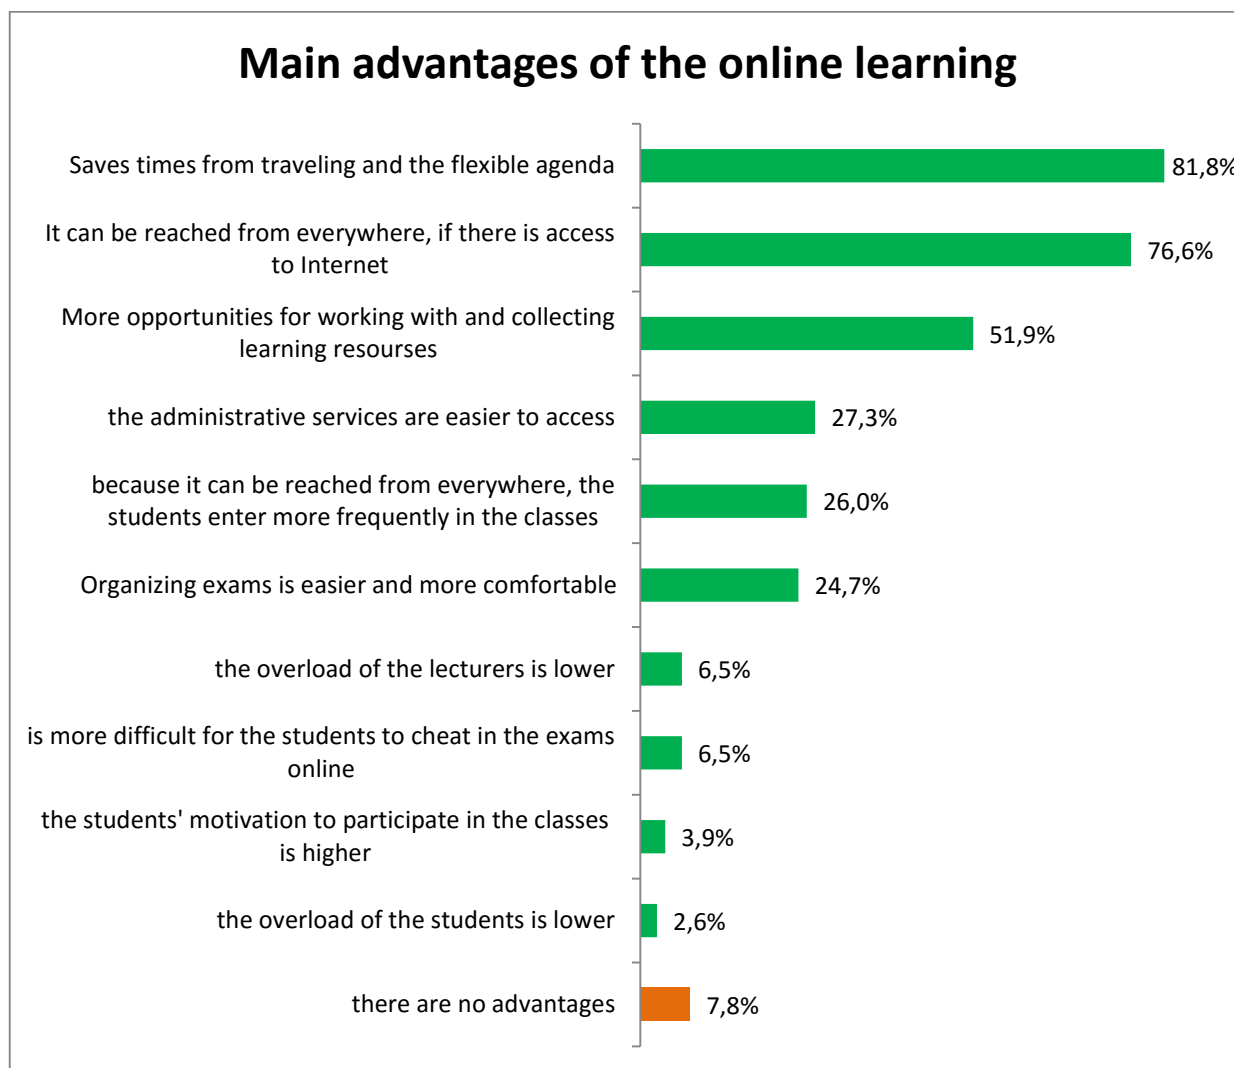 Main advantages of the online learning
Saves times from traveling and the flexible agenda
81,8%
It can be reached from everywhere, if there is access
to Internet
76,6%
More opportunities for working with and collecting
learning resourses
51,9%
the administrative services are easier to access
27,3%
because it can be reached from everywhere, the
students enter more frequently in the classes
26,0%
Organizing exams is easier and more comfortable
24,7%
the overload of the lecturers is lower
6,5%
is more difficult for the students to cheat in the exams
online
6,5%
the students' motivation to participate in the classes
is higher
3,9%
the overload of the students is lower
2,6%
there are no advantages
7,8%